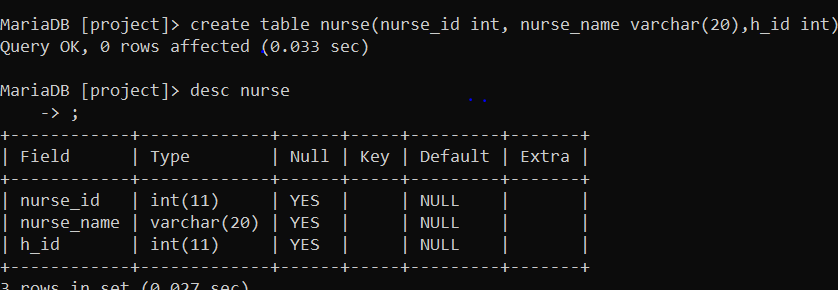 MariaDB [project]> create table nurse(nurse_id int, nurse_name varchar(20),h_id int)
Query OK, 0 rows affected (0.033 sec)
MariaDB [project]> desc nurse
    -> ;
+------------+-------------+------+-----+---------+-------+
| Field      | Type        | Null | Key | Default | Extra |
+------------+-------------+------+-----+---------+-------+
| nurse_id   | int(11)     | YES  |     | NULL    |       |
| nurse_name | varchar(20) | YES  |     | NULL    |       |
| h_id       | int(11)     | YES  |     | NULL    |       |
+------------+-------------+------+-----+---------+-------+
3 rows in set (0.027 sec)